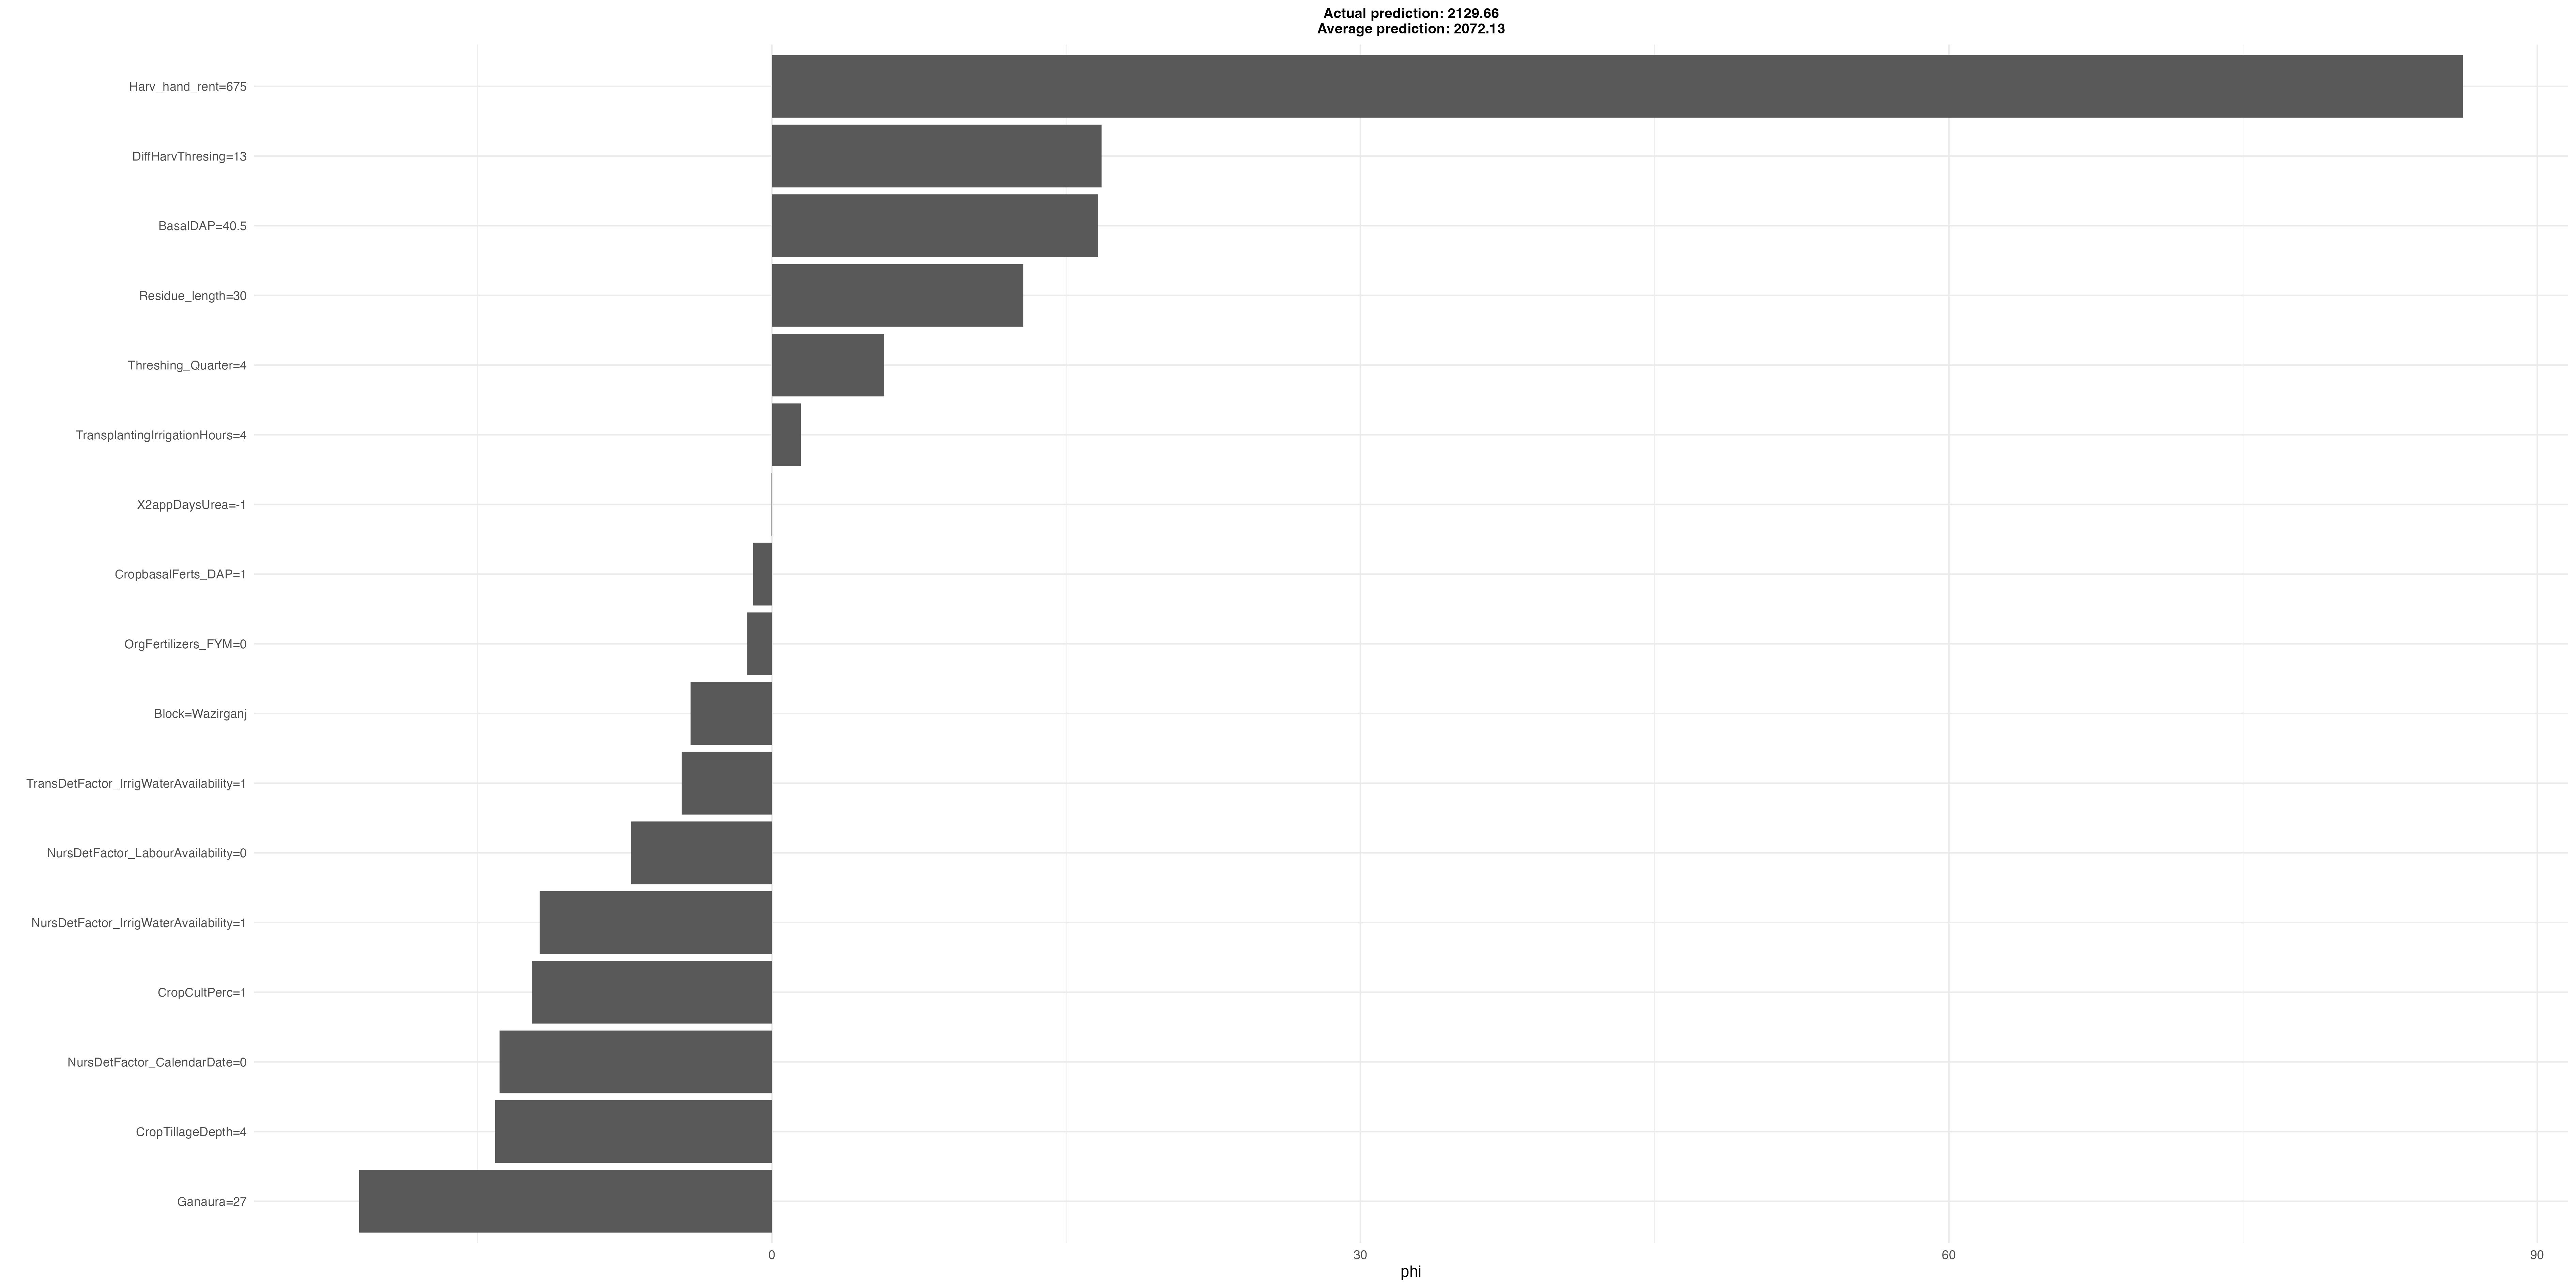 Actual prediction: 2129.66
Average prediction: 2072.13
Harv_hand_rent=675
DiffHarvThresing=13
BasalDAP=40.5
Residue_length=30
Threshing_Quarter=4
TransplantingIrrigationHours=4
X2appDaysUrea=-1
CropbasalFerts_DAP=1
OrgFertilizers_FYM=0
Block=Wazirganj
TransDetFactor_IrrigWaterAvailability=1
NursDetFactor_LabourAvailability=0
NursDetFactor_IrrigWaterAvailability=1
CropCultPerc=1
NursDetFactor_CalendarDate=0
CropTillageDepth=4
Ganaura=27
0 30 60 90
phi